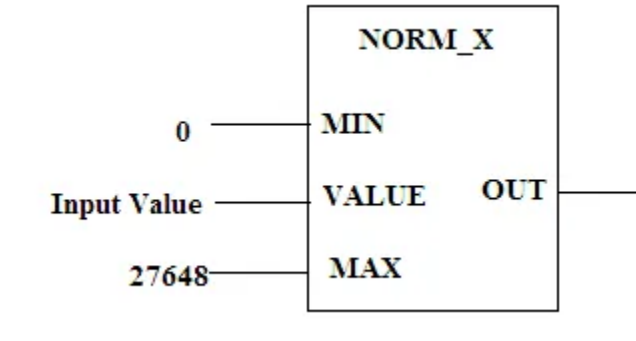 NORM_X
0
MIN
Input Value
VALUE
OUT
27648
MAX